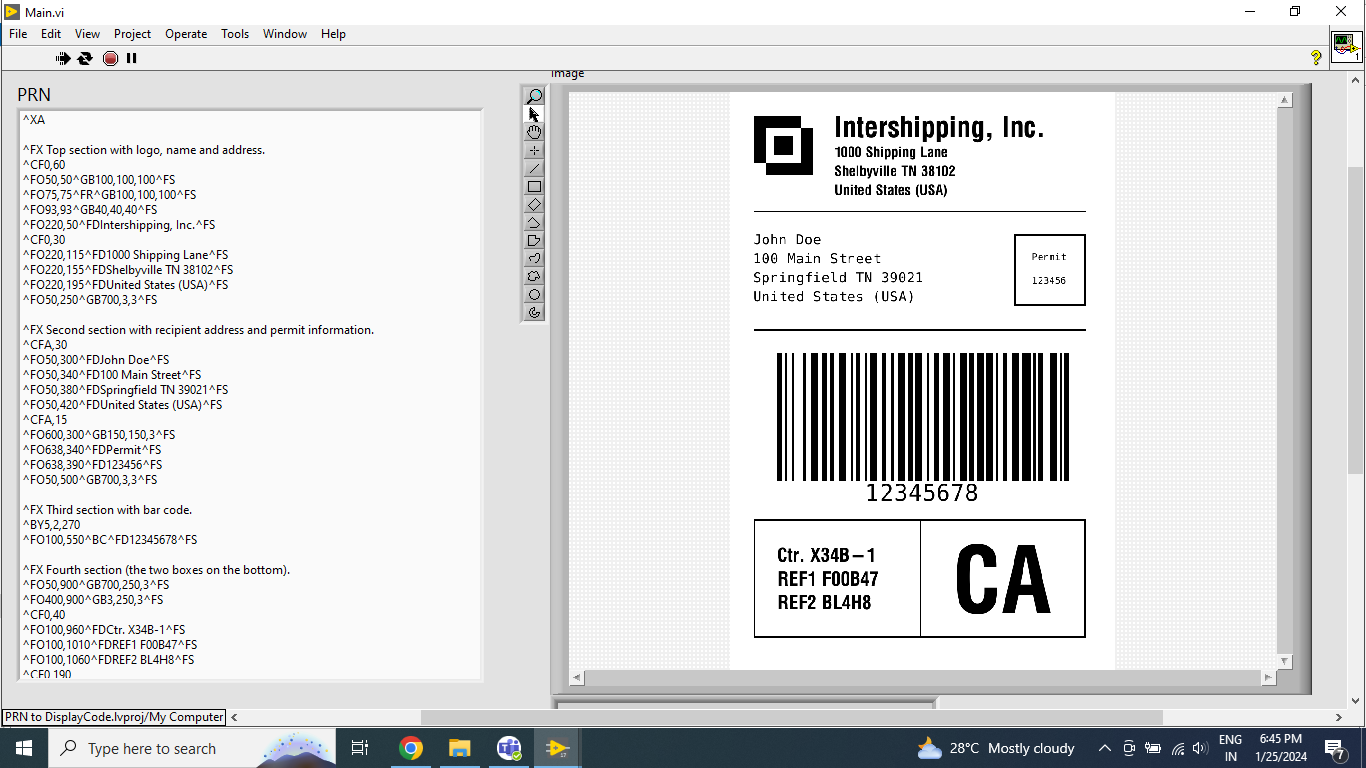 Main.vi
File Edit View Project Operate Tools Window Help
1
PRN
^XA
^FX Top section with logo, name and address.
^CF0,60
^FO50,50^GB100,100,100^FS
^FO75,75^FR^GB100,100,100^FS
^FO93,93^GB40,40,40^FS
^FO220,50^FDIntershipping, Inc.^FS
^CF0,30
^FO220,115^FD1000 Shipping Lane^FS
^FO220,155^FDShelbyville TN 38102^FS
^FO220,195^FDUnited States (USA)^FS
^FO50,250^GB700,3,3^FS
^FX Second section with recipient address and permit information.
^CFA,30
^FO50,300^FDJohn Doe^FS
^FO50,340^FD100 Main Street^FS
^FO50,380^FDSpringfield TN 39021^FS
^FO50,420^FDUnited States (USA)^FS
^CFA,15
^FO600,300^GB150,150,3^FS
^FO638,340^FDPermit^FS
^FO638,390^FD123456^FS
^FO50,500^GB700,3,3^FS
^FX Third section with bar code.
^BY5,2,270
^FO100,550^BC^FD12345678^FS
^FX Fourth section (the two boxes on the bottom).
^FO50,900^GB700,250,3^FS
^FO400,900^GB3,250,3^FS
^CF0,40
^FO100,960^FDCtr. X34B-1^FS
^FO100,1010^FDREF1 F00B47^FS
^FO100,1060^FDREF2 BL4H8^FS
^CF0,190
Image
Intershipping, Inc.
1000 Shipping Lane
Shelbyville TN 38102
United States (USA)
John Doe
100 Main Street
Springfield TN 39021
United States (USA)
Permit
123456
12345678
Ctr. X34B-1
REF1 F00B47
REF2 BL4H8
CA
PRN to DisplayCode.lvproj/My Computer
Type here to search
28°C Mostly cloudy
ENG
IN
6:45 PM
1/25/2024
7